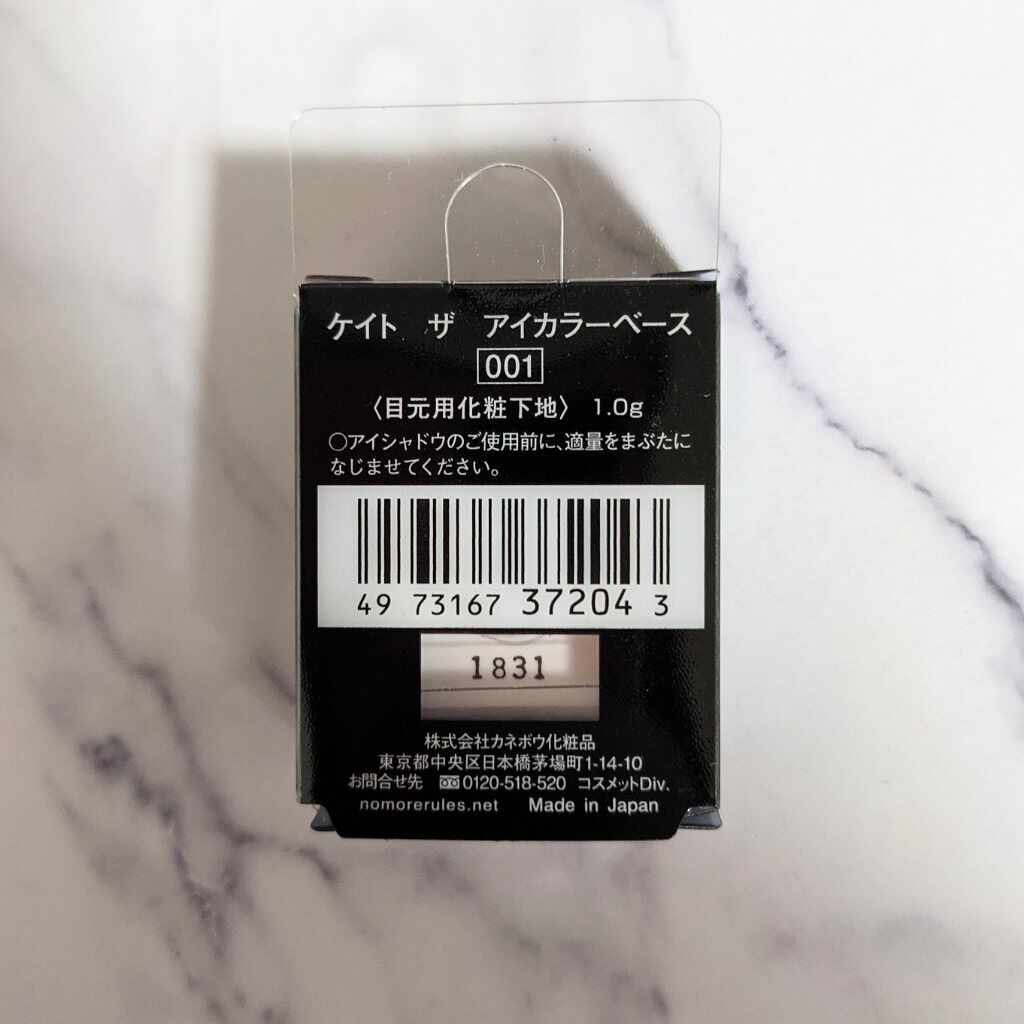 ケイト ザ アイカラーベース
001
〈目元用化粧下地〉 1.0g
○アイシャドウのご使用前に、適量をまぶたに
なじませてください。
49 73167 37204 3
1831
株式会社カネボウ化粧品
東京都中央区日本橋茅場町1-14-10
お問合せ先 0120-518-520 コスメットDiv.
nomorerules.net Made in Japan